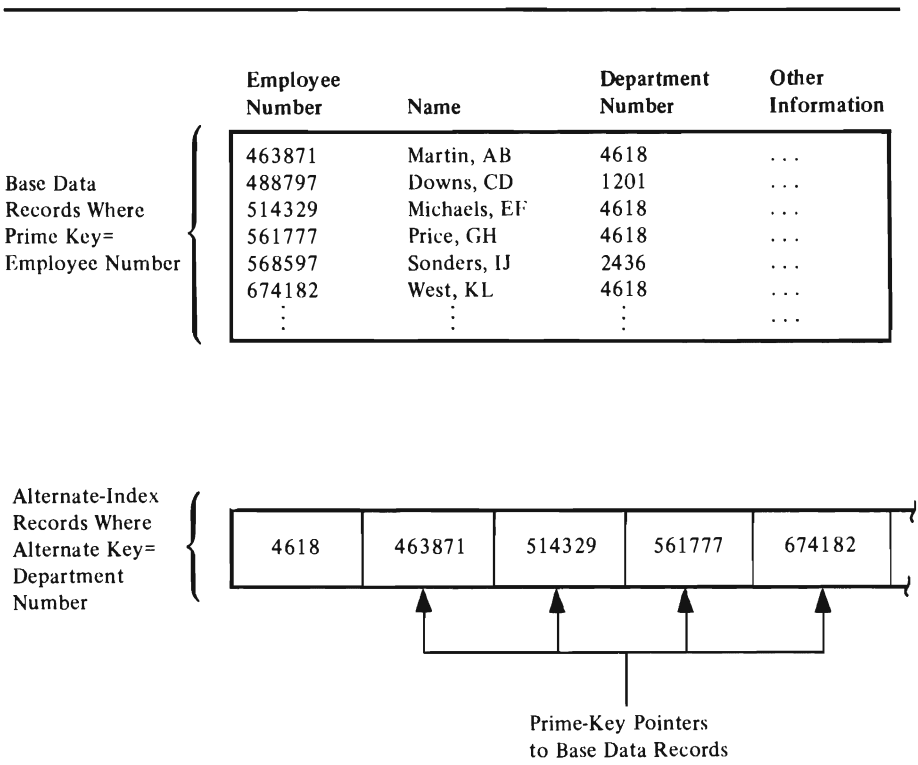 Employee Number Name Department Number Other Information
Base Data
Records Where
Prime Key=
Employee Number
463871 Martin, AB 4618 ...
488797 Downs, CD 1201 ...
514329 Michaels, EF 4618 ...
561777 Price, GH 4618 ...
568597 Sonders, IJ 2436 ...
674182 West, KL 4618 ...
⋮ ⋮ ⋮ ...
Alternate-Index
Records Where
Alternate Key=
Department
Number
4618 463871 514329 561777 674182
Prime-Key Pointers
to Base Data Records